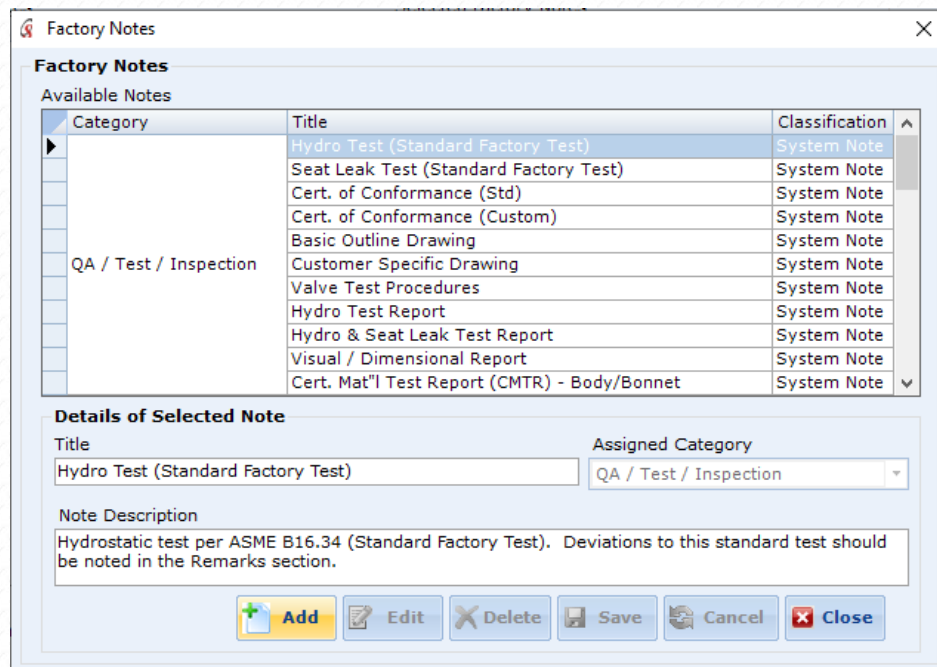 Factory Notes
Factory Notes
Available Notes
Category Title Classification
Hydro Test (Standard Factory Test) System Note
Seat Leak Test (Standard Factory Test) System Note
Cert. of Conformance (Std) System Note
Cert. of Conformance (Custom) System Note
Basic Outline Drawing System Note
QA / Test / Inspection Customer Specific Drawing System Note
Valve Test Procedures System Note
Hydro Test Report System Note
Hydro & Seat Leak Test Report System Note
Visual / Dimensional Report System Note
Cert. Mat"l Test Report (CMTR) - Body/Bonnet System Note
Details of Selected Note
Title Assigned Category
Hydro Test (Standard Factory Test) QA / Test / Inspection
Note Description
Hydrostatic test per ASME B16.34 (Standard Factory Test).  Deviations to this standard test should
be noted in the Remarks section.
Add Edit Delete Save Cancel Close